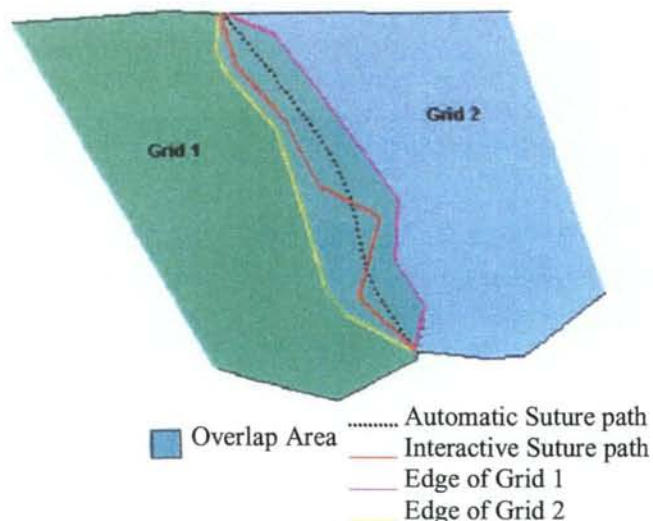 Grid 1
Grid 2
Overlap Area
Automatic Suture path
Interactive Suture path
Edge of Grid 1
Edge of Grid 2